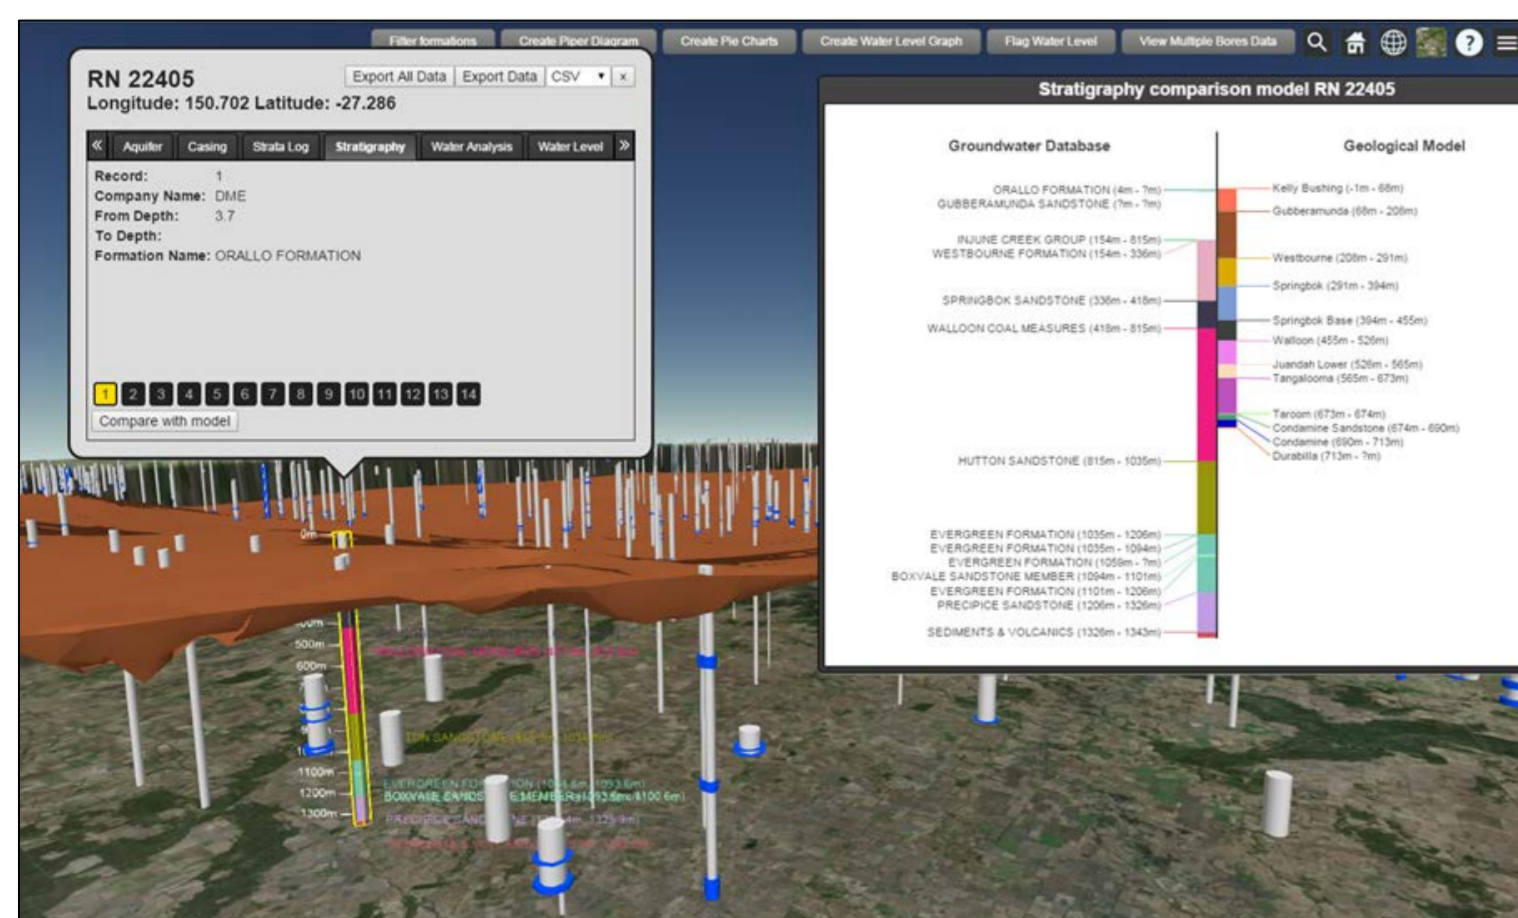 Filter formations
Create Piper Diagram
Create Pie Charts
Create Water Level Graph
Flag Water Level
View Multiple Bores Data
?
RN 22405
Export All Data
Export Data
CSV
x
Longitude: 150.702 Latitude: -27.286
«
Aquifer
Casing
Strata Log
Stratigraphy
Water Analysis
Water Level
»
Record: 1
Company Name: DME
From Depth: 3.7
To Depth:
Formation Name: ORALLO FORMATION
1 2 3 4 5 6 7 8 9 10 11 12 13 14
Compare with model
Stratigraphy comparison model RN 22405
Groundwater Database
ORALLO FORMATION (4m - ?m)
GUBBERAMUNDA SANDSTONE (?m - ?m)
INJUNE CREEK GROUP (154m - 815m)
WESTBOURNE FORMATION (154m - 336m)
SPRINGBOK SANDSTONE (336m - 418m)
WALLOON COAL MEASURES (418m - 815m)
HUTTON SANDSTONE (815m - 1035m)
EVERGREEN FORMATION (1035m - 1206m)
EVERGREEN FORMATION (1035m - 1094m)
EVERGREEN FORMATION (1059m - ?m)
BOXVALE SANDSTONE MEMBER (1094m - 1101m)
EVERGREEN FORMATION (1101m - 1206m)
PRECIPICE SANDSTONE (1206m - 1326m)
SEDIMENTS & VOLCANICS (1326m - 1343m)
Geological Model
Kelly Bushing (-1m - 68m)
Gubberamunda (68m - 208m)
Westbourne (208m - 291m)
Springbok (291m - 394m)
Springbok Base (394m - 455m)
Walloon (455m - 526m)
Juandah Lower (526m - 565m)
Tangalooma (565m - 673m)
Taroom (673m - 674m)
Condamine Sandstone (674m - 690m)
Condamine (690m - 713m)
Durabilla (713m - ?m)
0m
500m
600m
1100m
1200m
1300m